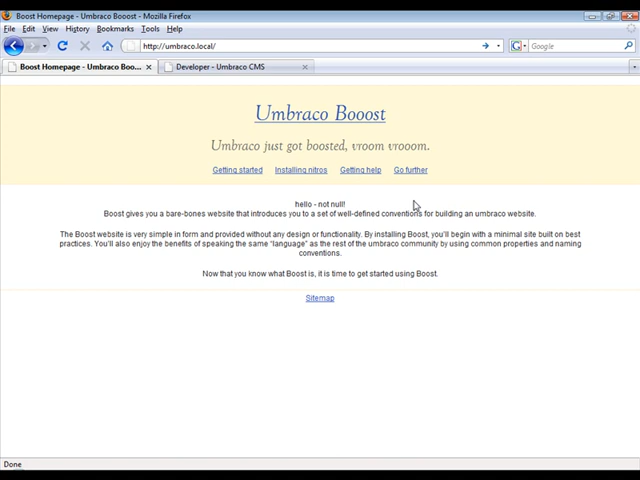 Boost Homepage - Umbraco Booost - Mozilla Firefox
File Edit View History Bookmarks Tools Help
http://umbraco.local/
Google
Boost Homepage - Umbraco Boo...
Developer - Umbraco CMS
Umbraco Booost
Umbraco just got boosted, vroom vrooom.
Getting started Installing nitros Getting help Go further
hello - not null!
Boost gives you a bare-bones website that introduces you to a set of well-defined conventions for building an umbraco website.
The Boost website is very simple in form and provided without any design or functionality. By installing Boost, you'll begin with a minimal site built on best
practices. You'll also enjoy the benefits of speaking the same "language" as the rest of the umbraco community by using common properties and naming
conventions.
Now that you know what Boost is, it is time to get started using Boost.
Sitemap
Done